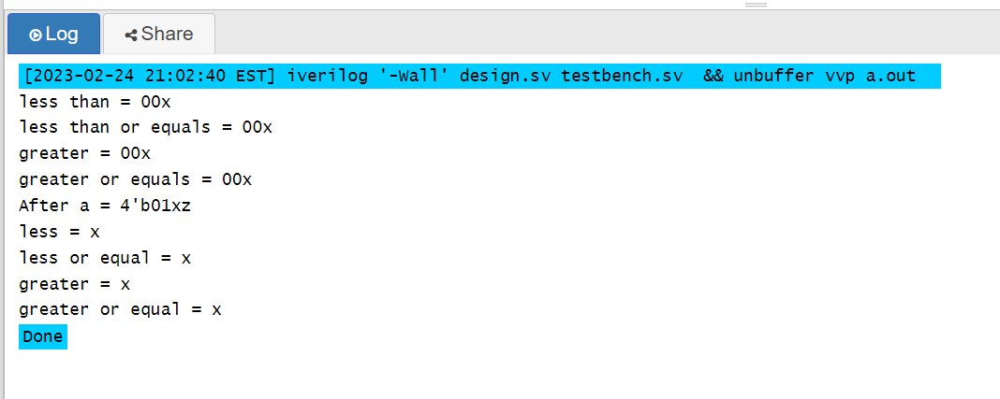 Log
Share
[2023-02-24 21:02:40 EST] iverilog '-Wall' design.sv testbench.sv  && unbuffer vvp a.out
less than = 00x
less than or equals = 00x
greater = 00x
greater or equals = 00x
After a = 4'b01xz
less = x
less or equal = x
greater = x
greater or equal = x
Done